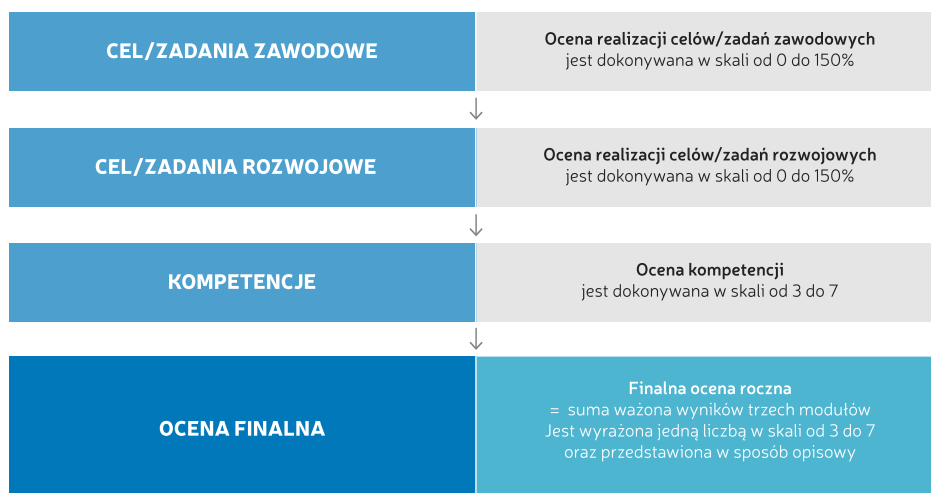 CEL/ZADANIA ZAWODOWE
Ocena realizacji celów/zadań zawodowych
jest dokonywana w skali od 0 do 150%
CEL/ZADANIA ROZWOJOWE
Ocena realizacji celów/zadań rozwojowych
jest dokonywana w skali od 0 do 150%
KOMPETENCJE
Ocena kompetencji
jest dokonywana w skali od 3 do 7
OCENA FINALNA
Finalna ocena roczna
= suma ważona wyników trzech modułów
Jest wyrażona jedną liczbą w skali od 3 do 7
oraz przedstawiona w sposób opisowy